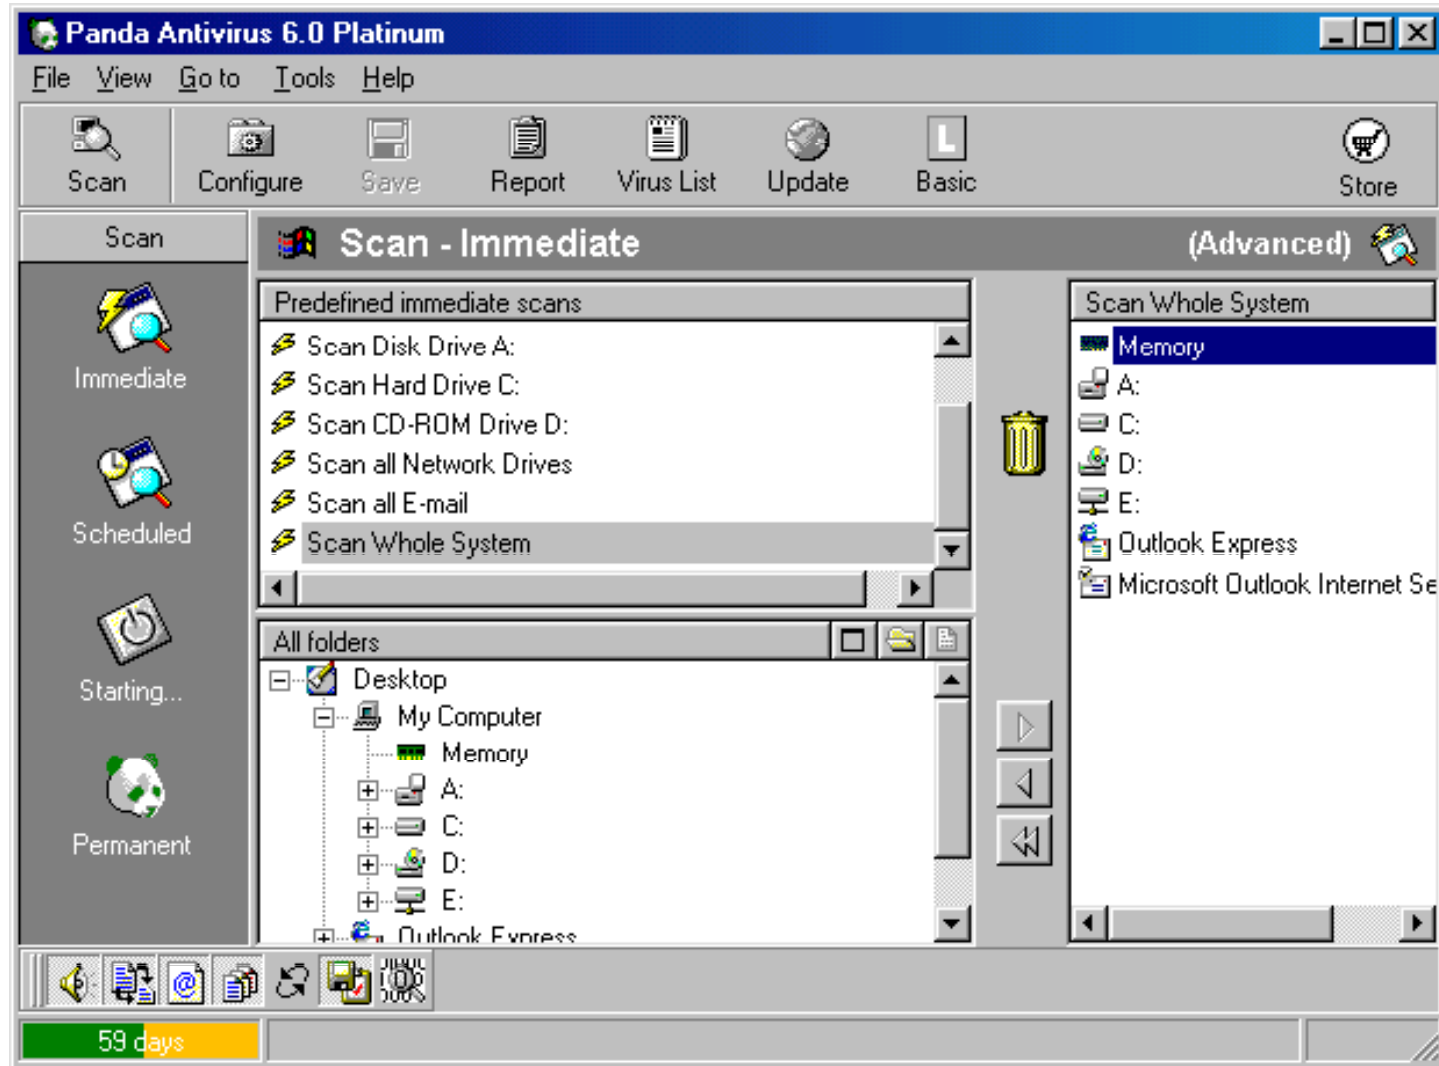 Panda Antivirus 6.0 Platinum
File View Go to Tools Help
Scan Configure Save Report Virus List Update Basic Store
Scan
Immediate
Scheduled
Starting...
Permanent
Scan - Immediate (Advanced)
Predefined immediate scans
Scan Disk Drive A:
Scan Hard Drive C:
Scan CD-ROM Drive D:
Scan all Network Drives
Scan all E-mail
Scan Whole System
All folders
Desktop
My Computer
Memory
A:
C:
D:
E:
Outlook Express
Scan Whole System
Memory
A:
C:
D:
E:
Outlook Express
Microsoft Outlook Internet Se
59 days